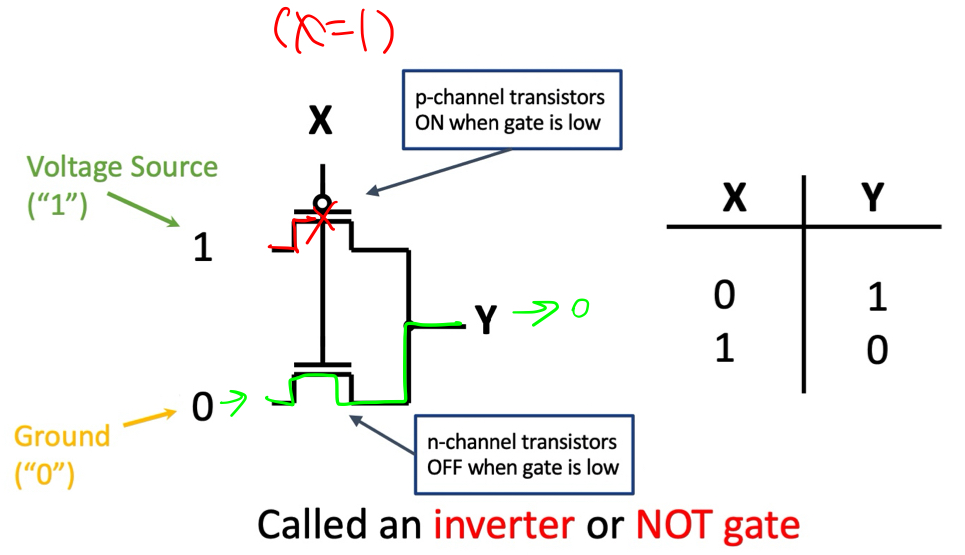 (x=1)
X
p-channel transistors
ON when gate is low
Voltage Source
(“1”)
1
Y → 0
0 →
Ground
(“0”)
n-channel transistors
OFF when gate is low
X Y
0 1
1 0
Called an inverter or NOT gate